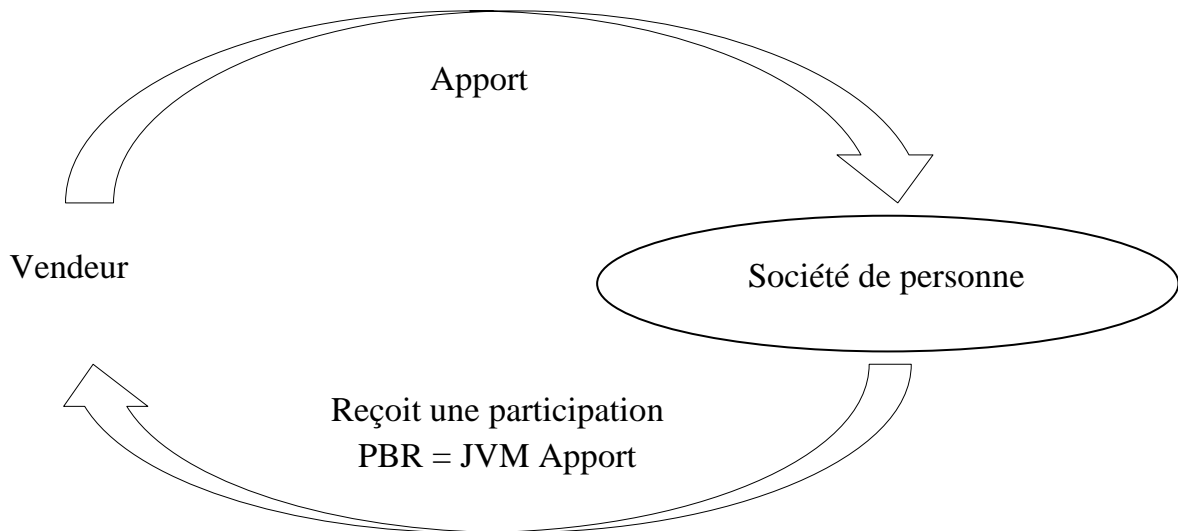 Apport
Vendeur
Société de personne
Reçoit une participation
PBR = JVM Apport